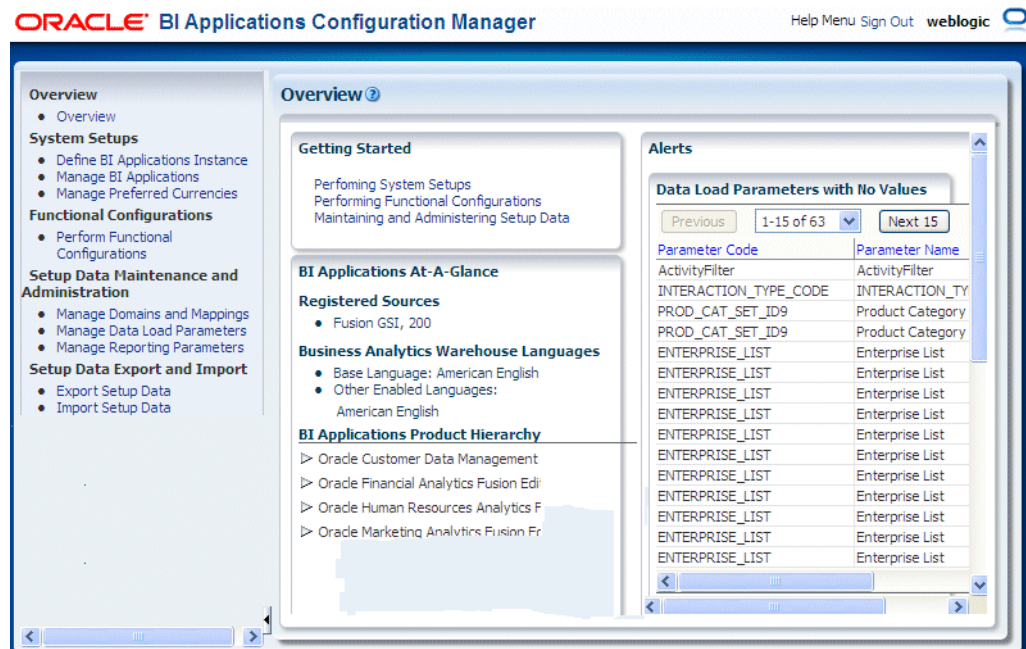 ORACLE® BI Applications Configuration Manager
Help Menu Sign Out weblogic
Overview
Overview
System Setups
Define BI Applications Instance
Manage BI Applications
Manage Preferred Currencies
Functional Configurations
Perform Functional
Configurations
Setup Data Maintenance and
Administration
Manage Domains and Mappings
Manage Data Load Parameters
Manage Reporting Parameters
Setup Data Export and Import
Export Setup Data
Import Setup Data
Overview ?
Getting Started
Perfoming System Setups
Performing Functional Configurations
Maintaining and Administering Setup Data
BI Applications At-A-Glance
Registered Sources
Fusion GSI, 200
Business Analytics Warehouse Languages
Base Language: American English
Other Enabled Languages:
American English
BI Applications Product Hierarchy
Oracle Customer Data Management
Oracle Financial Analytics Fusion Edi
Oracle Human Resources Analytics F
Oracle Marketing Analytics Fusion Ec
Alerts
Data Load Parameters with No Values
Previous 1-15 of 63 Next 15
Parameter Code Parameter Name
ActivityFilter ActivityFilter
INTERACTION_TYPE_CODE INTERACTION_TY
PROD_CAT_SET_ID9 Product Category
PROD_CAT_SET_ID9 Product Category
ENTERPRISE_LIST Enterprise List
ENTERPRISE_LIST Enterprise List
ENTERPRISE_LIST Enterprise List
ENTERPRISE_LIST Enterprise List
ENTERPRISE_LIST Enterprise List
ENTERPRISE_LIST Enterprise List
ENTERPRISE_LIST Enterprise List
ENTERPRISE_LIST Enterprise List
ENTERPRISE_LIST Enterprise List
ENTERPRISE_LIST Enterprise List
ENTERPRISE_LIST Enterprise List